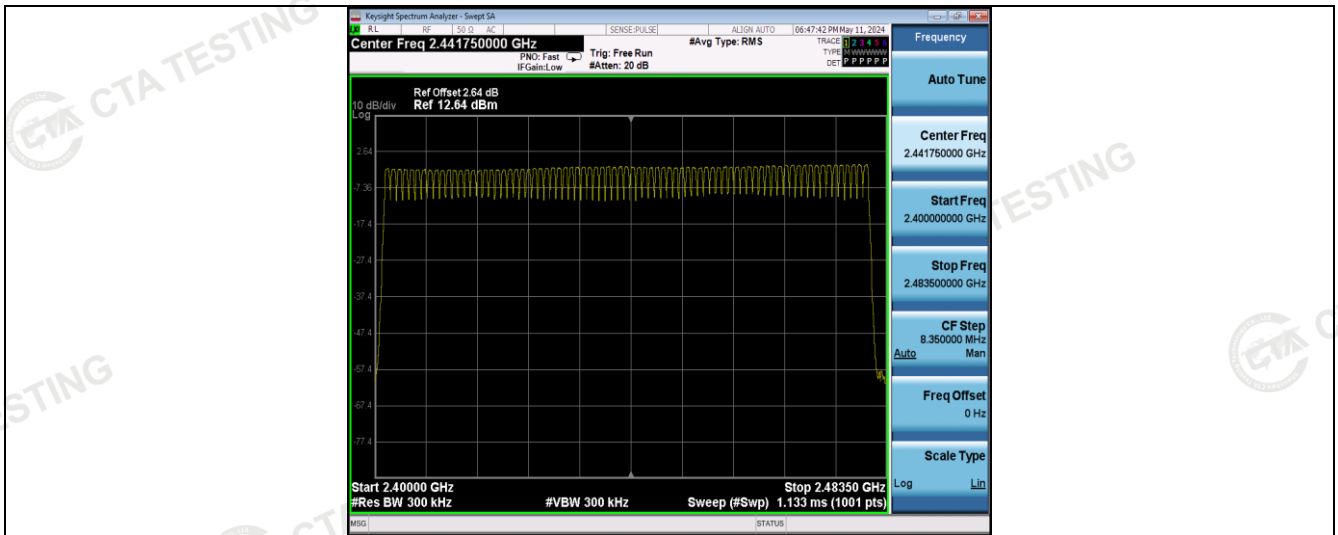 Keysight Spectrum Analyzer - Swept SA
RL RF 50 Ω AC SENSE:PULSE ALIGN AUTO 06:47:42 PM May 11, 2024
Center Freq 2.441750000 GHz
#Avg Type: RMS
TRACE 1 2 3 4 5 6
PNO: Fast
Trig: Free Run
TYPE M WWWWW
IFGain:Low
#Atten: 20 dB
DET P P P P P P
Ref Offset 2.64 dB
10 dB/div
Ref 12.64 dBm
Log
2.64
-7.36
-17.4
-27.4
-37.4
-47.4
-57.4
-67.4
-77.4
Start 2.40000 GHz
Stop 2.48350 GHz
#Res BW 300 kHz
#VBW 300 kHz
Sweep (#Swp) 1.133 ms (1001 pts)
MSG
STATUS
Frequency
Auto Tune
Center Freq
2.441750000 GHz
Start Freq
2.400000000 GHz
Stop Freq
2.483500000 GHz
CF Step
8.350000 MHz
Auto Man
Freq Offset
0 Hz
Scale Type
Log Lin
CTA TESTING
CTA
TESTING
CTA
STING